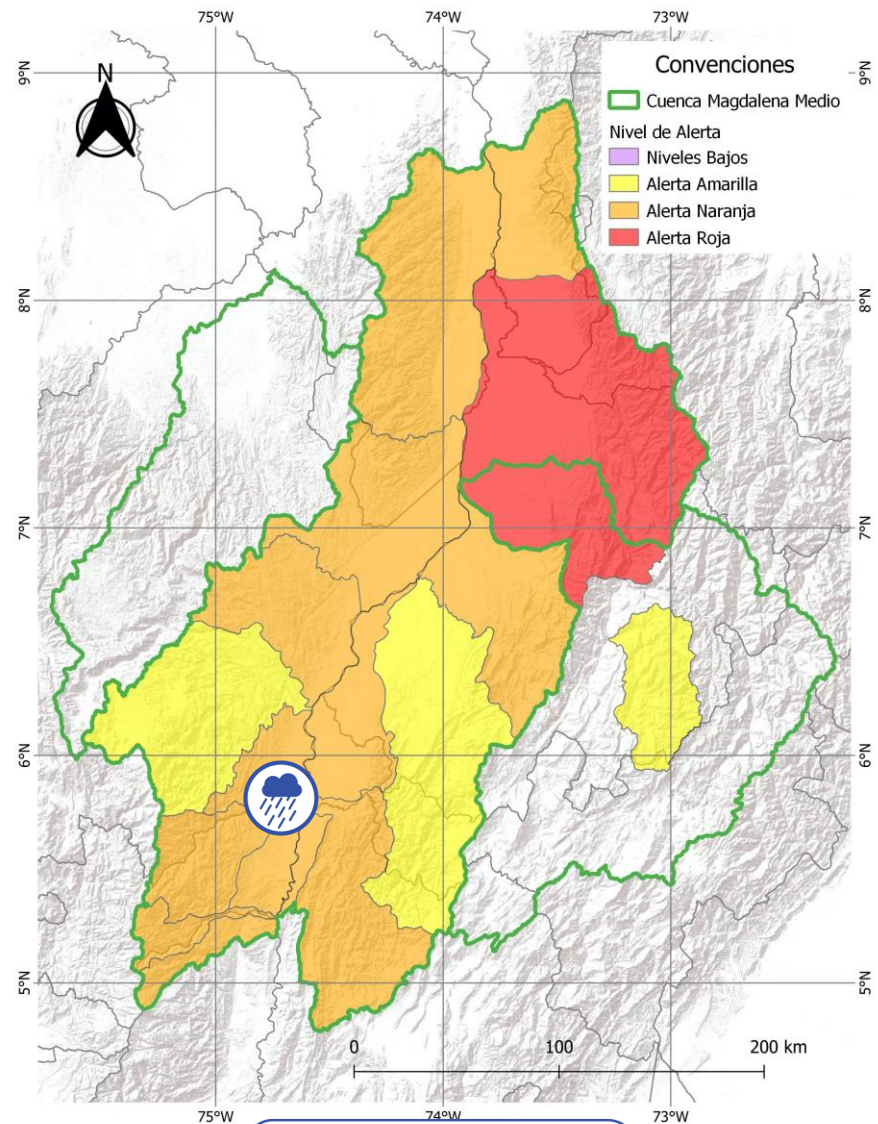 75°W 74°W 73°W
9°N 9°N
N
Convenciones
Cuenca Magdalena Medio
Nivel de Alerta
Niveles Bajos
Alerta Amarilla
Alerta Naranja
Alerta Roja
8°N 8°N
7°N 7°N
6°N 6°N
5°N 5°N
0 100 200 km
75°W 74°W 73°W